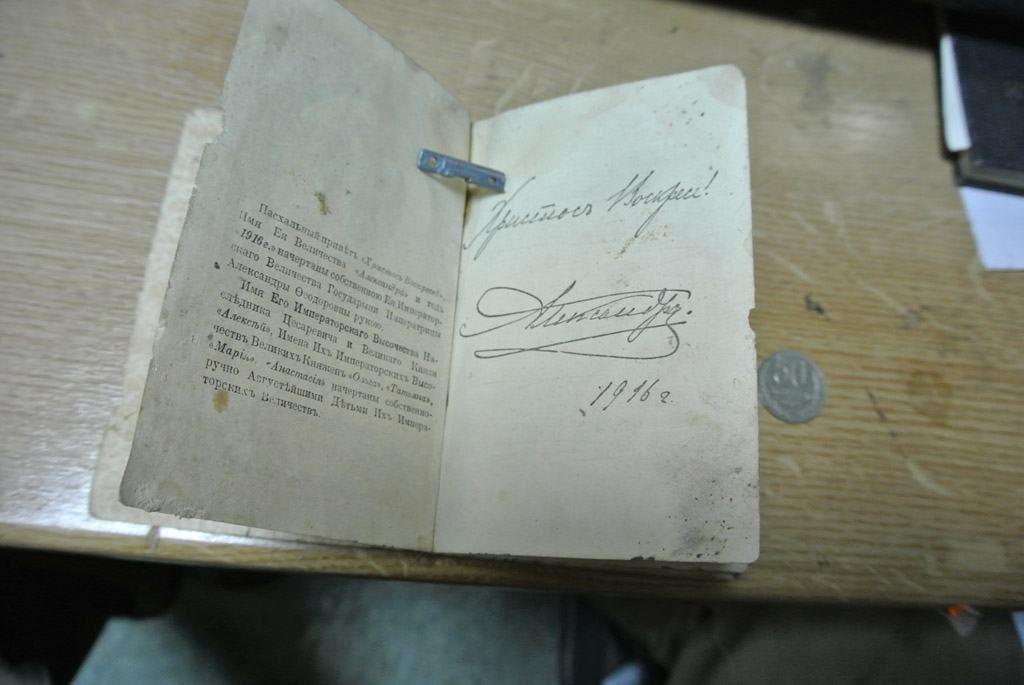 Пасхальный привѣтъ «Христосъ Воскресе!»,
Имя Ея Величества «Александра» и годъ
«1916 г.» начертаны собственною Ея Император-
скаго Величества Государыни Императрицы
Александры Ѳеодоровны рукою.
Имя Его Императорскаго Высочества На-
слѣдника Цесаревича и Великаго Князя
«Алексѣй», Имена Ихъ Императорскихъ Высо-
чествъ Великихъ Княженъ «Ольга», «Татьяна»,
«Марія», «Анастасія» начертаны собственно-
ручно Августѣйшими Дѣтьми Ихъ Импера-
торскихъ Величествъ.
Христосъ Воскресе!
Александра.
1916 г.
50